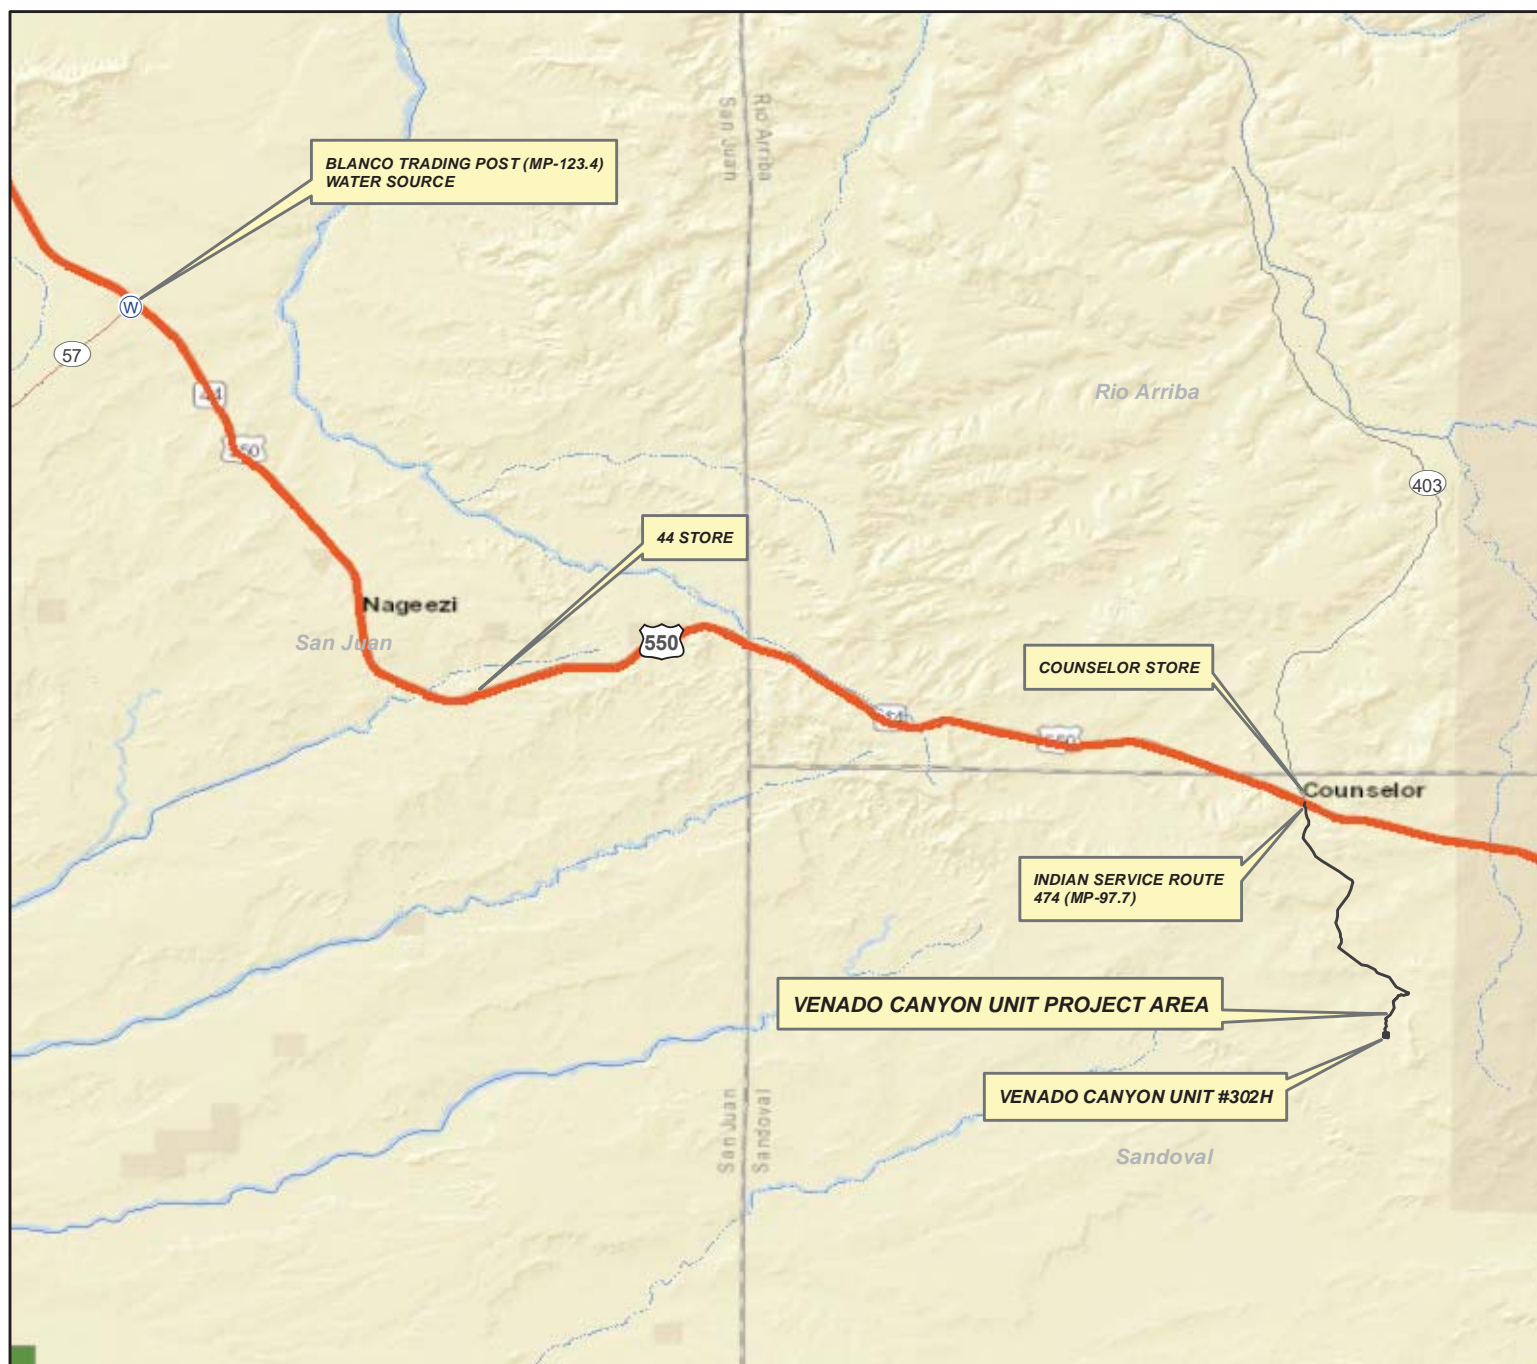 San Juan
Rio Arriba
BLANCO TRADING POST (MP-123.4)
WATER SOURCE
W
57
44
Rio Arriba
550
403
44 STORE
Nageezi
San Juan
550
COUNSELOR STORE
550
Counselor
INDIAN SERVICE ROUTE
474 (MP-97.7)
VENADO CANYON UNIT PROJECT AREA
VENADO CANYON UNIT #302H
San Juan
Sandoval
Sandoval